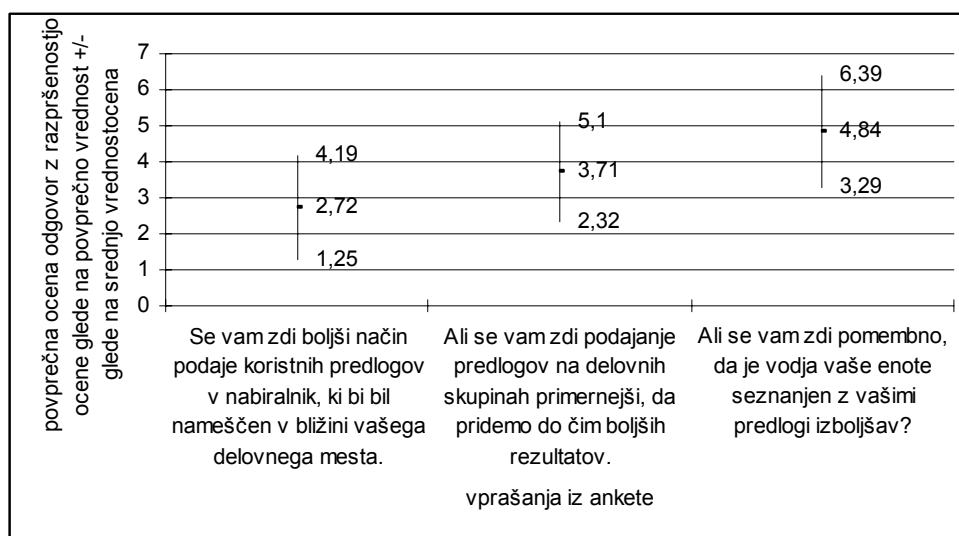 povprečna ocena odgovor z razpršenostjo
ocene glede na povprečno vrednost +/-
glede na srednjo vrednostocena
7
6
5
4
3
2
1
0
4,19
2,72
1,25
5,1
3,71
2,32
6,39
4,84
3,29
Se vam zdi boljši način
podaje koristnih predlogov
v nabiralnik, ki bi bil
nameščen v bližini vašega
delovnega mesta.
Ali se vam zdi podajanje
predlogov na delovnih
skupinah primernejši, da
pridemo do čim boljših
rezultatov.
Ali se vam zdi pomembno,
da je vodja vaše enote
seznanjen z vašimi
predlogi izboljšav?
vprašanja iz ankete